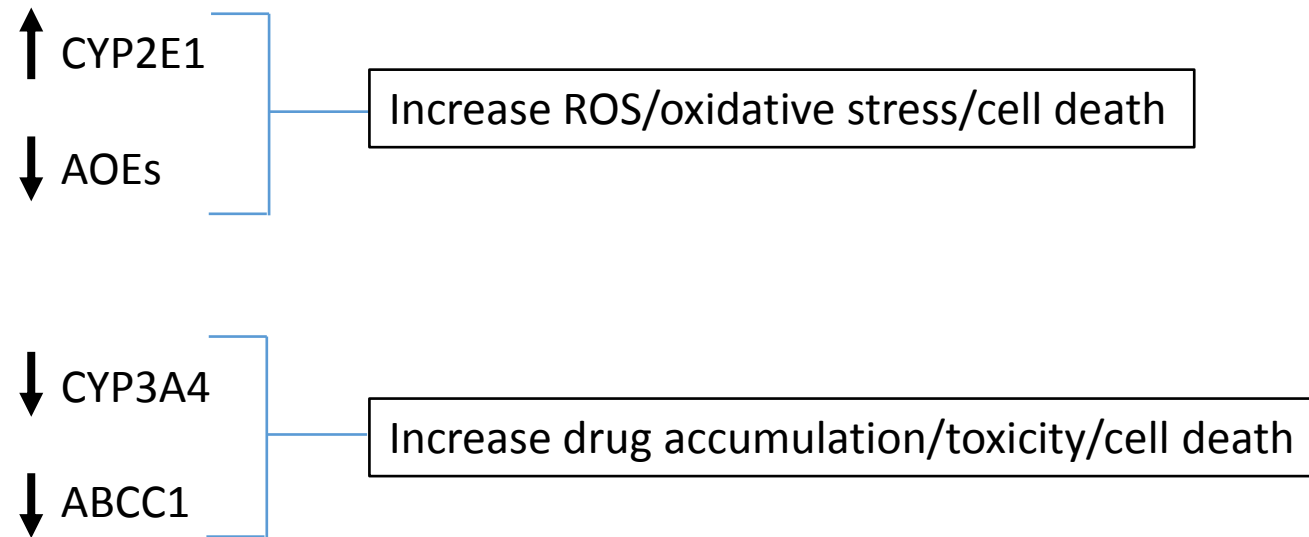 CYP2E1
Increase ROS/oxidative stress/cell death
AOEs
CYP3A4
Increase drug accumulation/toxicity/cell death
ABCC1